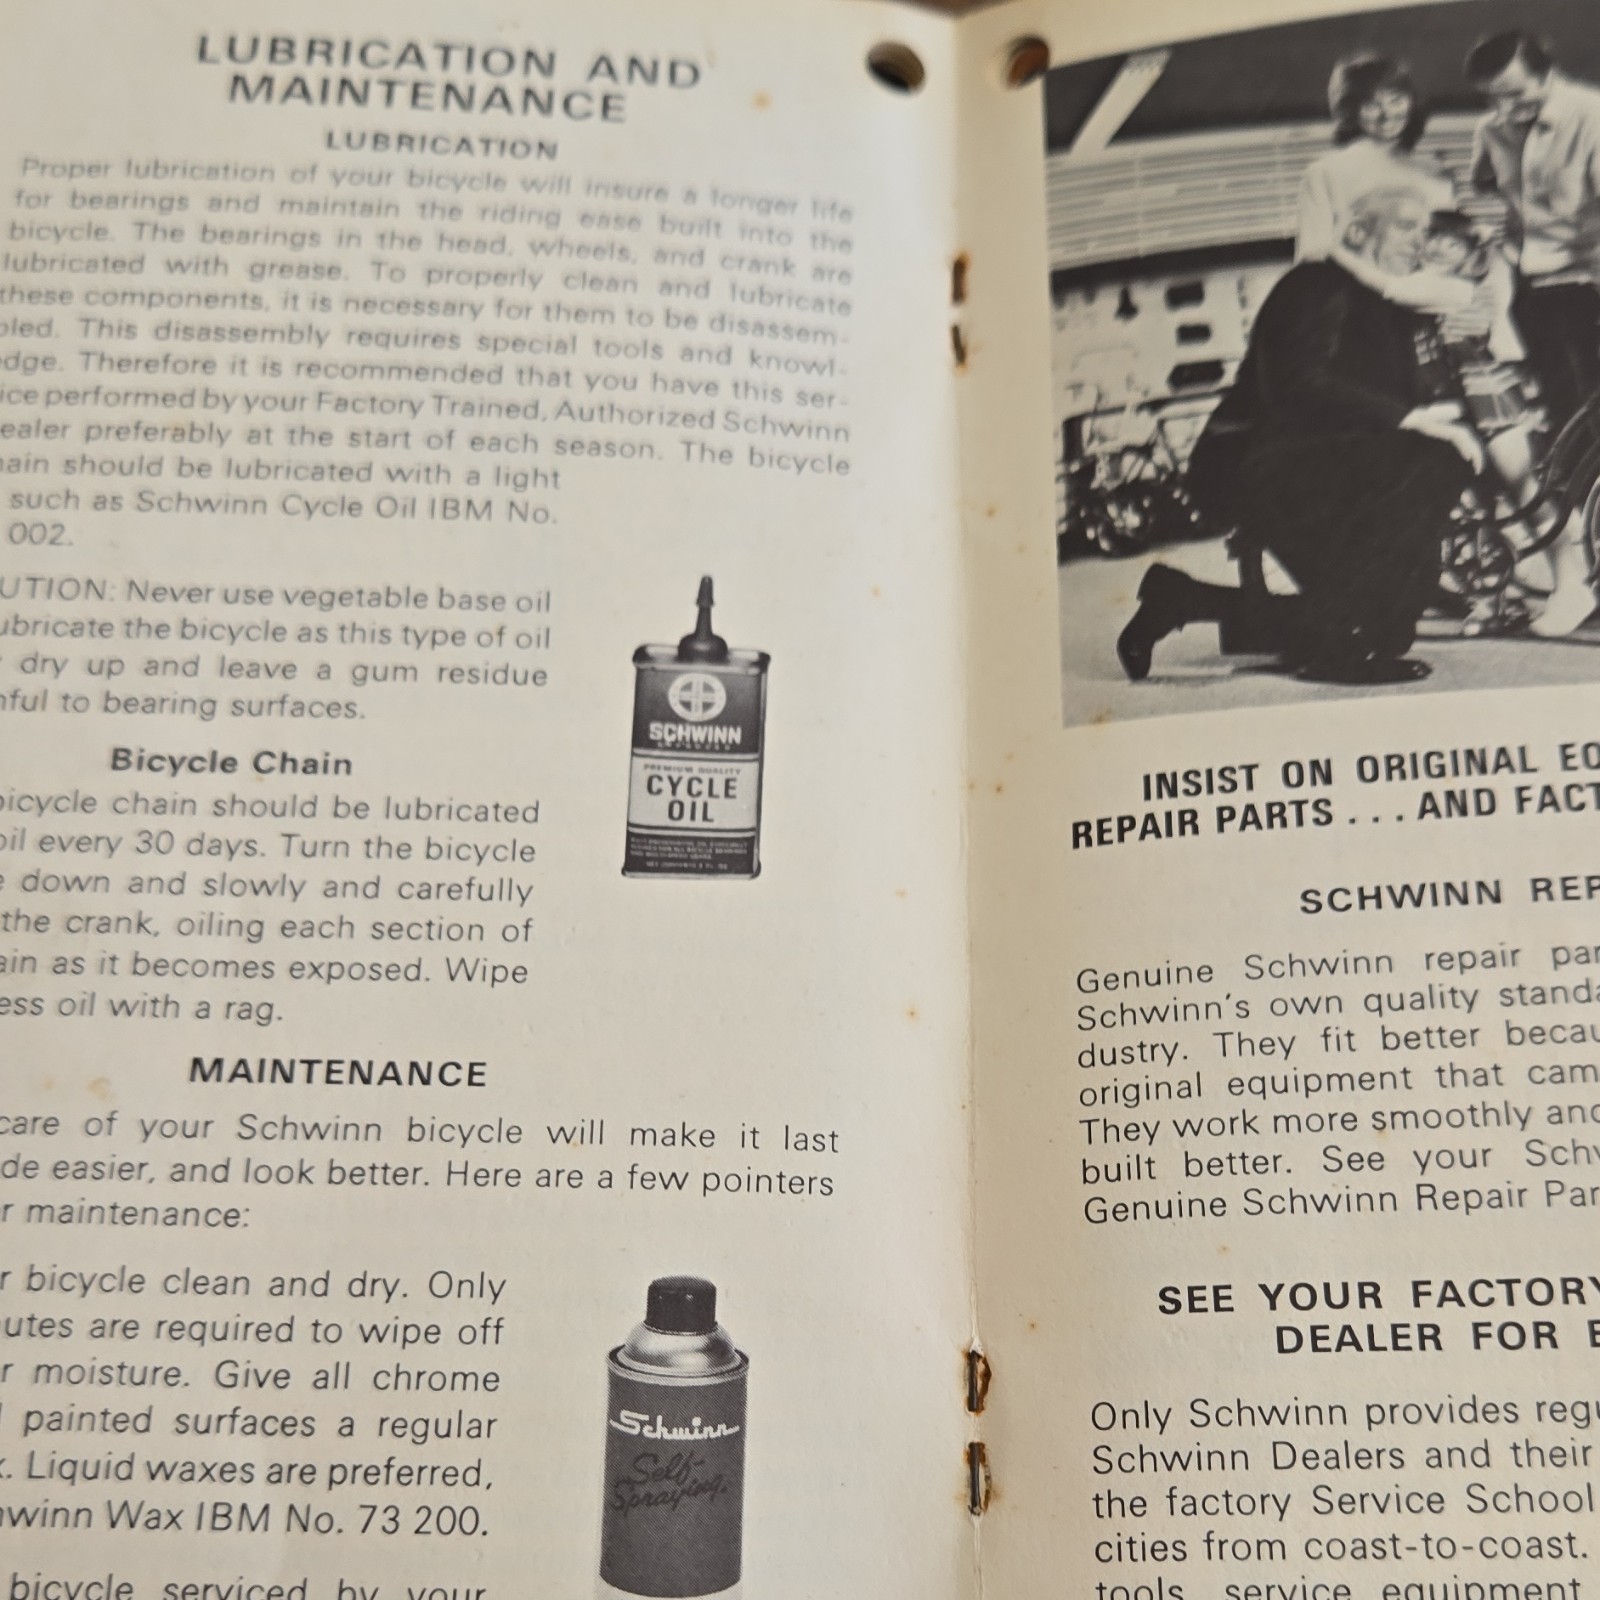 LUBRICATION AND
MAINTENANCE
LUBRICATION
Proper lubrication of your bicycle will insure a longer life
for bearings and maintain the riding ease built into the
bicycle. The bearings in the head, wheels, and crank are
lubricated with grease. To properly clean and lubricate
these components, it is necessary for them to be disassem-
bled. This disassembly requires special tools and knowl-
edge. Therefore it is recommended that you have this ser-
ice performed by your Factory Trained, Authorized Schwinn
ealer preferably at the start of each season. The bicycle
ain should be lubricated with a light
such as Schwinn Cycle Oil IBM No.
002.
UTION: Never use vegetable base oil
ubricate the bicycle as this type of oil
dry up and leave a gum residue
ful to bearing surfaces.
SCHWINN
PREMIUM QUALITY
CYCLE
OIL
Bicycle Chain
bicycle chain should be lubricated
oil every 30 days. Turn the bicycle
e down and slowly and carefully
the crank, oiling each section of
ain as it becomes exposed. Wipe
ess oil with a rag.
MAINTENANCE
care of your Schwinn bicycle will make it last
de easier, and look better. Here are a few pointers
r maintenance:
r bicycle clean and dry. Only
utes are required to wipe off
r moisture. Give all chrome
painted surfaces a regular
x. Liquid waxes are preferred,
hwinn Wax IBM No. 73 200.
bicycle serviced by your
Schwinn
Self-
Spraying
INSIST ON ORIGINAL EQ
REPAIR PARTS . . . AND FACT
SCHWINN REP
Genuine Schwinn repair par
Schwinn's own quality standa
dustry. They fit better becau
original equipment that cam
They work more smoothly and
built better. See your Schw
Genuine Schwinn Repair Par
SEE YOUR FACTORY
DEALER FOR E
Only Schwinn provides regu
Schwinn Dealers and their
the factory Service School
cities from coast-to-coast.
tools, service equipment